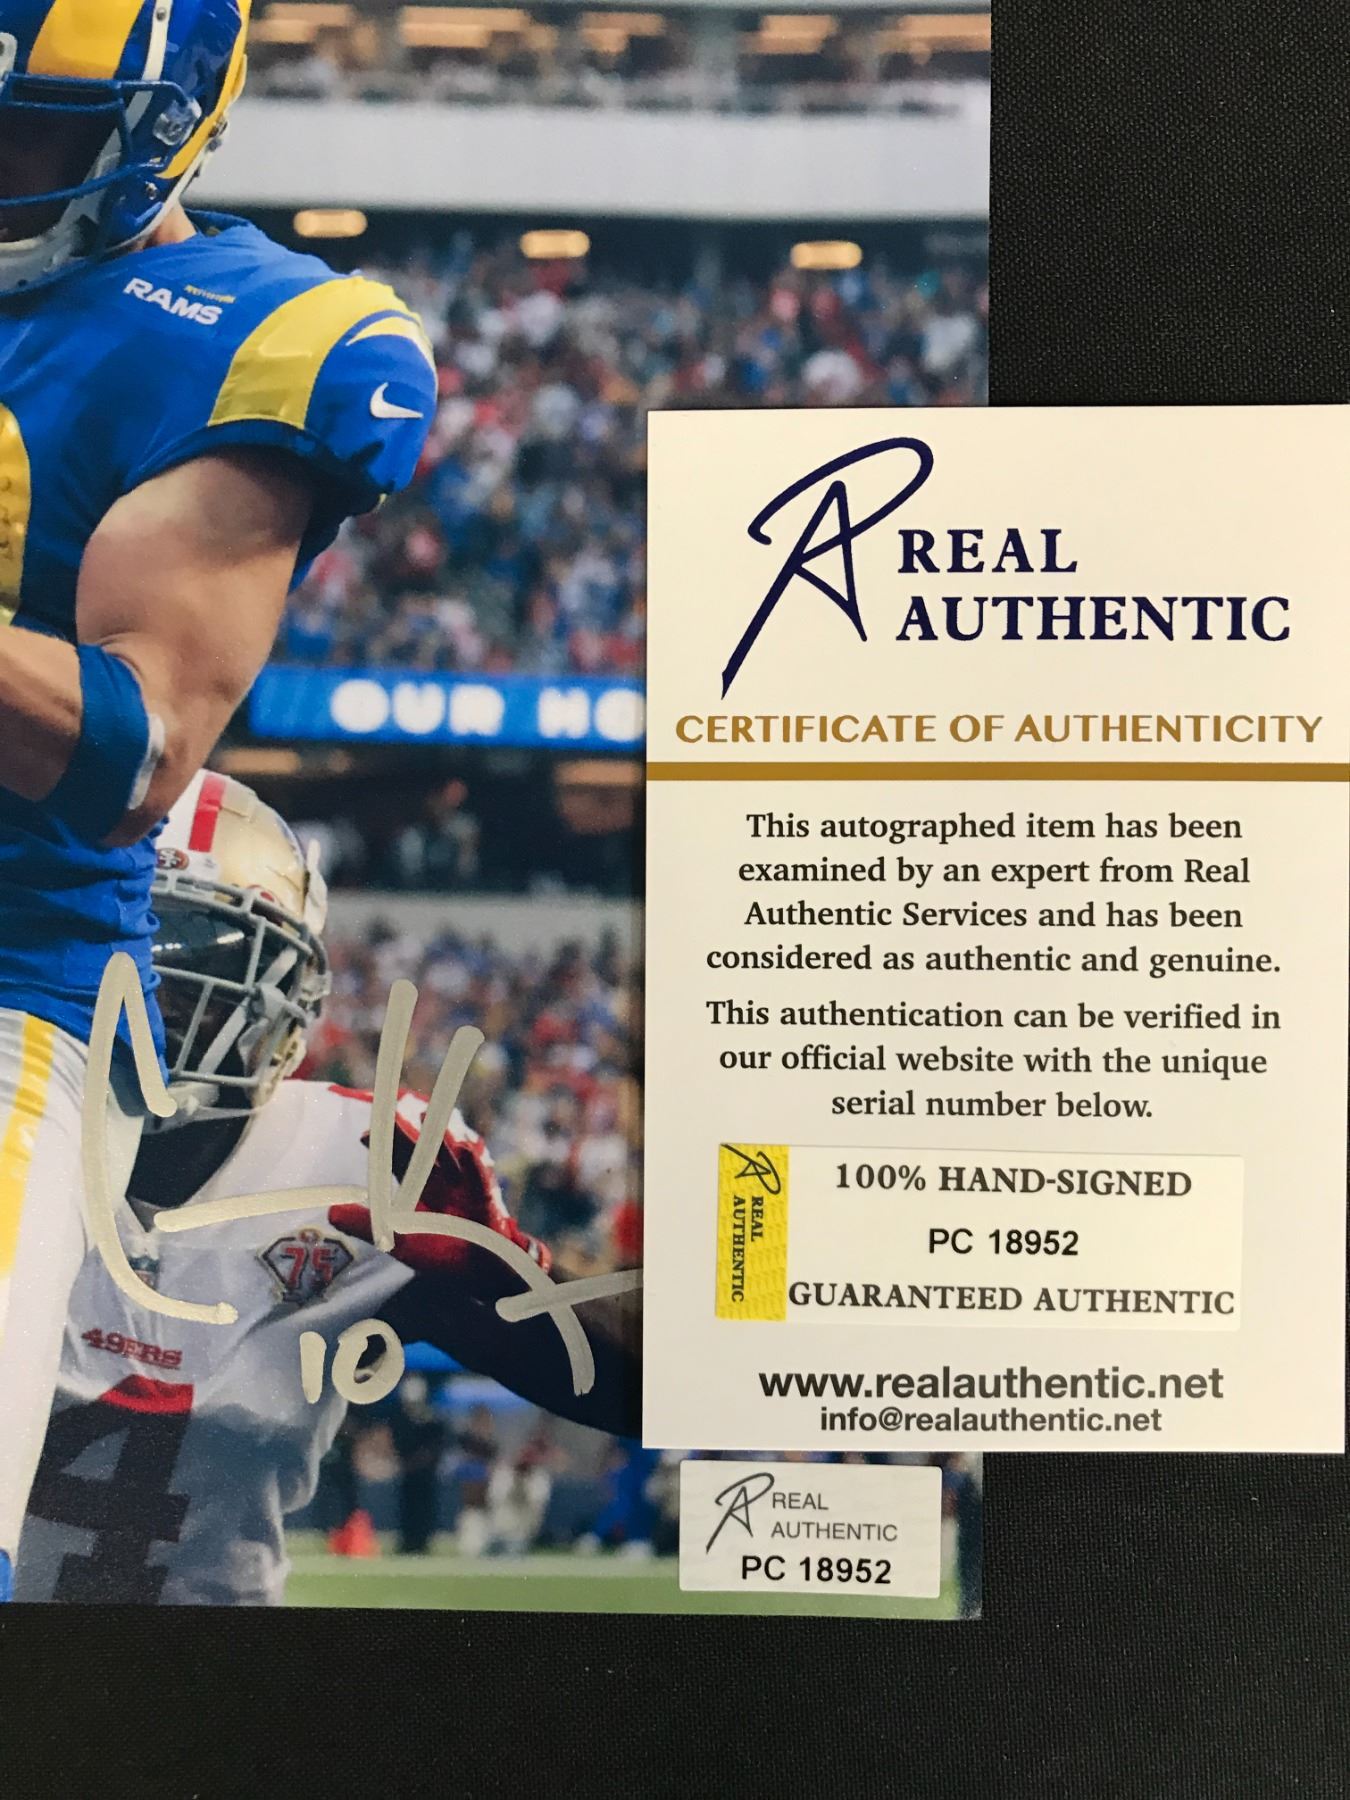 RAMS
OUR HO
75
49ERS
4
10
REAL
AUTHENTIC
CERTIFICATE OF AUTHENTICITY
This autographed item has been
examined by an expert from Real
Authentic Services and has been
considered as authentic and genuine.
This authentication can be verified in
our official website with the unique
serial number below.
REAL
AUTHENTIC
100% HAND-SIGNED
PC 18952
GUARANTEED AUTHENTIC
www.realauthentic.net
info@realauthentic.net
REAL
AUTHENTIC
PC 18952